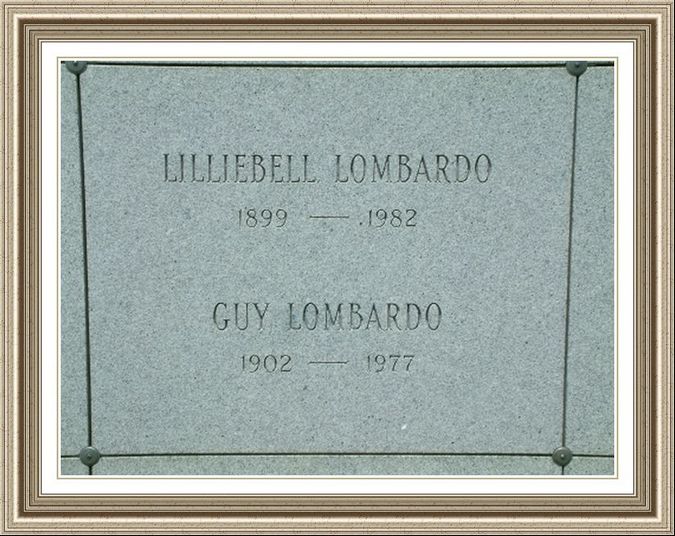 LILLIEBELL LOMBARDO
1899 — 1982
GUY LOMBARDO
1902 — 1977